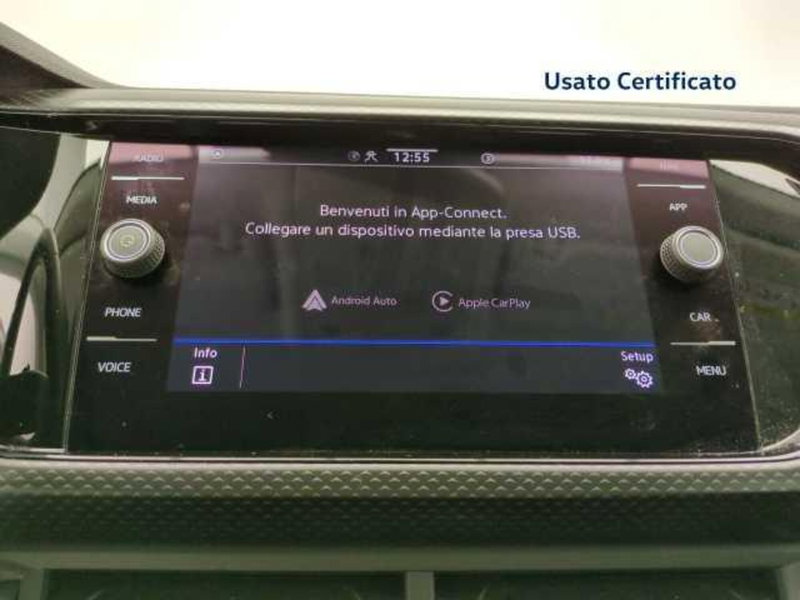 Usato Certificato
RADIO
12:55
MEDIA
APP
Benvenuti in App-Connect.
Collegare un dispositivo mediante la presa USB.
Android Auto
Apple CarPlay
PHONE
CAR
Info
Setup
VOICE
MENU